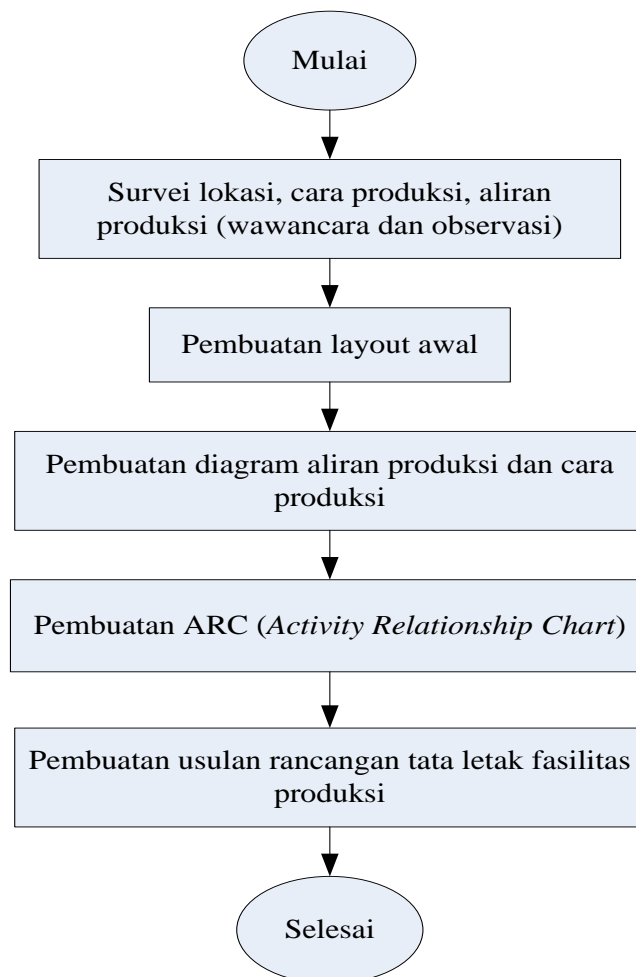 Mulai
Survei lokasi, cara produksi, aliran
produksi (wawancara dan observasi)
Pembuatan layout awal
Pembuatan diagram aliran produksi dan cara
produksi
Pembuatan ARC (Activity Relationship Chart)
Pembuatan usulan rancangan tata letak fasilitas
produksi
Selesai